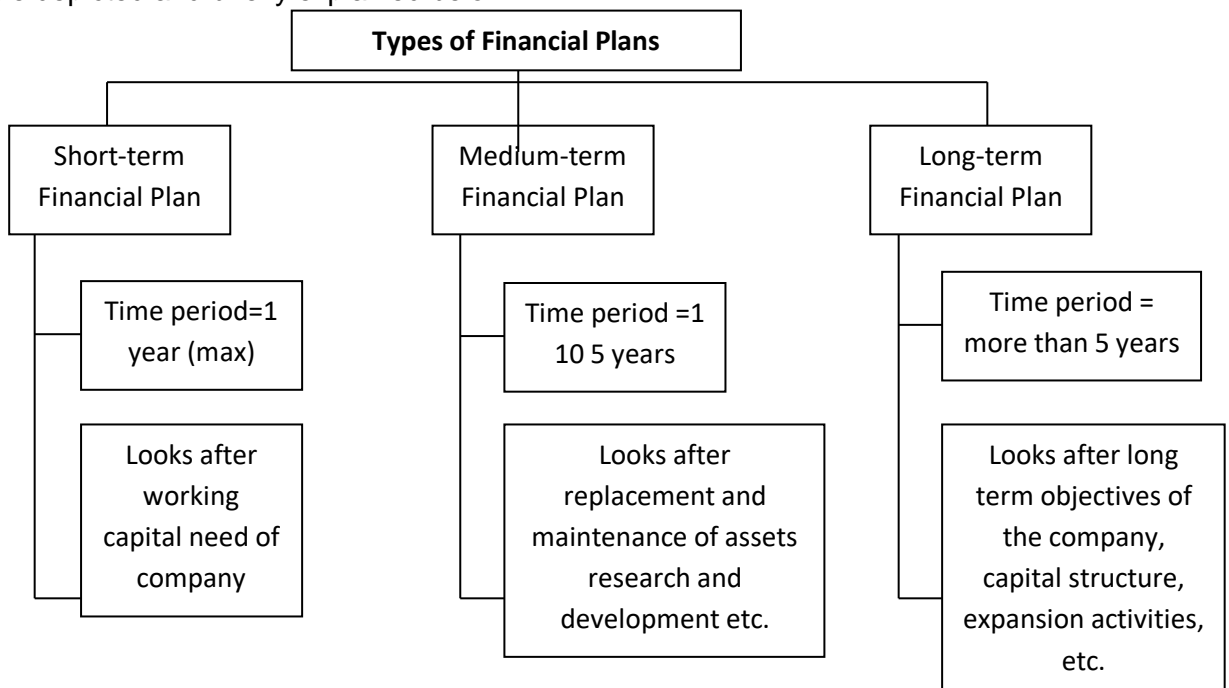 Types of Financial Plans
Short-term
Financial Plan
Time period=1
year (max)
Looks after
working
capital need of
company
Medium-term
Financial Plan
Time period =1
10 5 years
Looks after
replacement and
maintenance of assets
research and
development etc.
Long-term
Financial Plan
Time period =
more than 5 years
Looks after long
term objectives of
the company,
capital structure,
expansion activities,
etc.